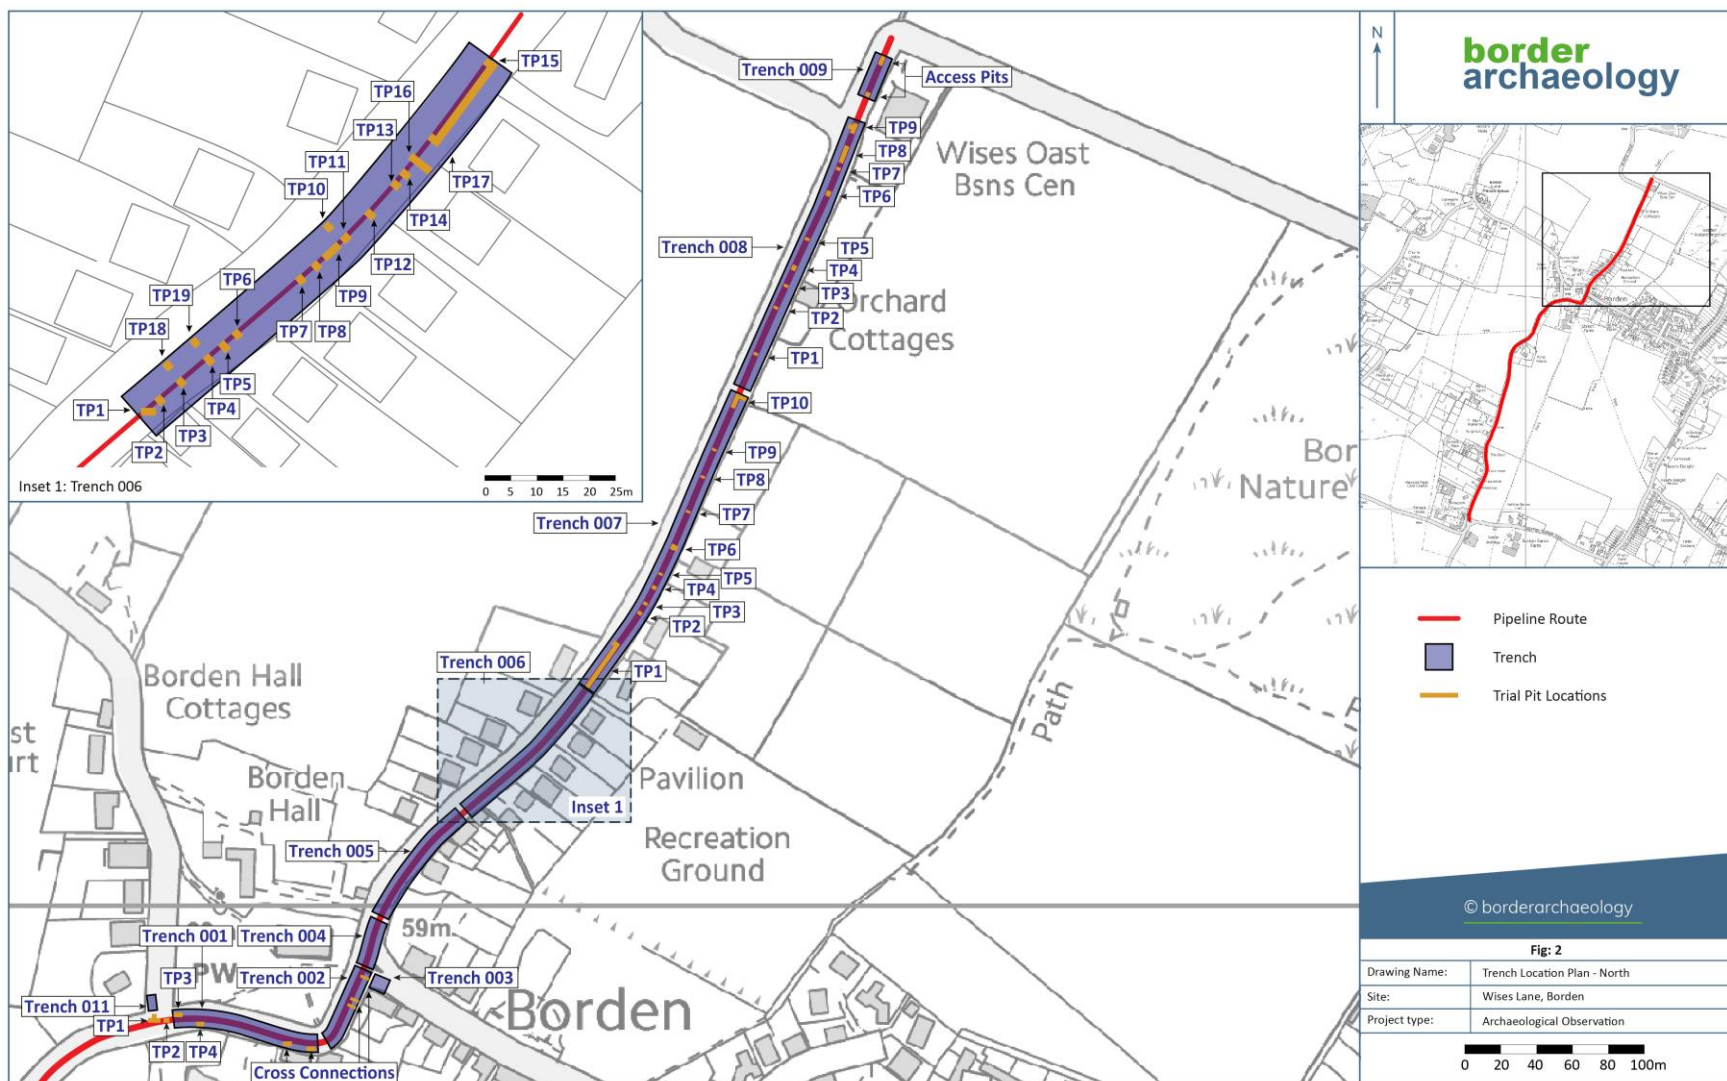 TP15
TP16
TP13
TP11
TP10
TP17
TP14
TP12
TP6
TP9
TP19
TP18
TP7
TP8
TP5
TP4
TP1
TP3
TP2
Inset 1: Trench 006
0 5 10 15 20 25m
Trench 009
Access Pits
TP9
TP8
TP7
TP6
Wises Oast
Bsns Cen
Trench 008
TP5
TP4
TP3
TP2
Orchard
Cottages
TP1
TP10
TP9
TP8
Bor
Nature
Trench 007
TP7
TP6
TP5
TP4
TP3
TP2
Trench 006
TP1
Borden Hall
Cottages
Path
st
Borden
Hall
Pavilion
Inset 1
Recreation
Ground
Trench 005
Trench 001
Trench 004
59m
PW
TP3
Trench 002
Trench 003
Trench 011
TP1
Borden
TP2
TP4
Cross Connections
N
border
archaeology
Pipeline Route
Trench
Trial Pit Locations
© borderarchaeology
Fig: 2
Drawing Name: Trench Location Plan - North
Site: Wises Lane, Borden
Project type: Archaeological Observation
0 20 40 60 80 100m